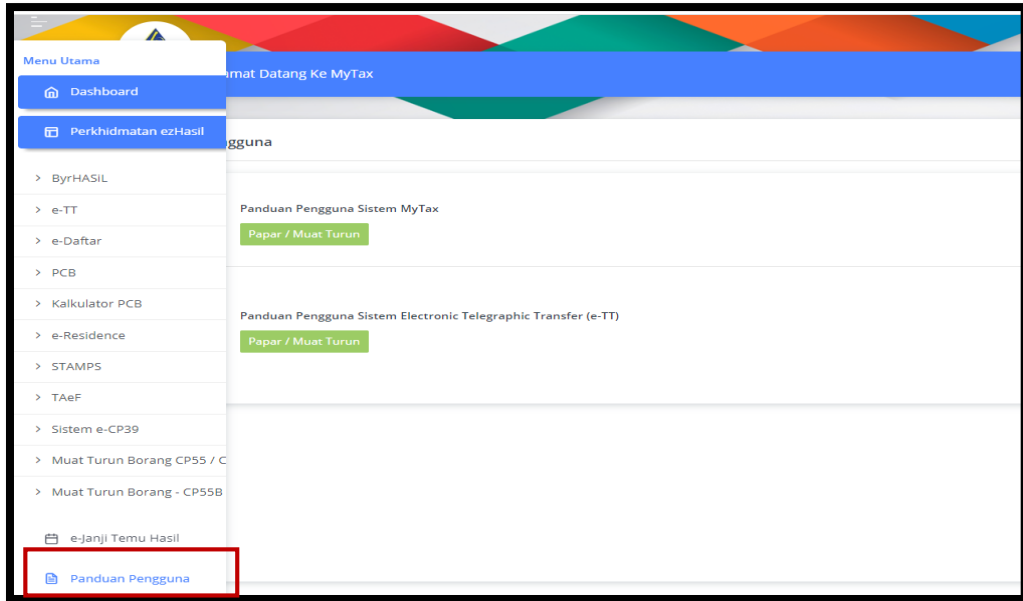 Menu Utama
Dashboard
Perkhidmatan ezHasil
ByrHASiL
e-TT
e-Daftar
PCB
Kalkulator PCB
e-Residence
STAMPS
TAeF
Sistem e-CP39
Muat Turun Borang CP55 / C
Muat Turun Borang - CP55B
e-Janji Temu Hasil
Panduan Pengguna
mat Datang Ke MyTax
gguna
Panduan Pengguna Sistem MyTax
Papar / Muat Turun
Panduan Pengguna Sistem Electronic Telegraphic Transfer (e-TT)
Papar / Muat Turun